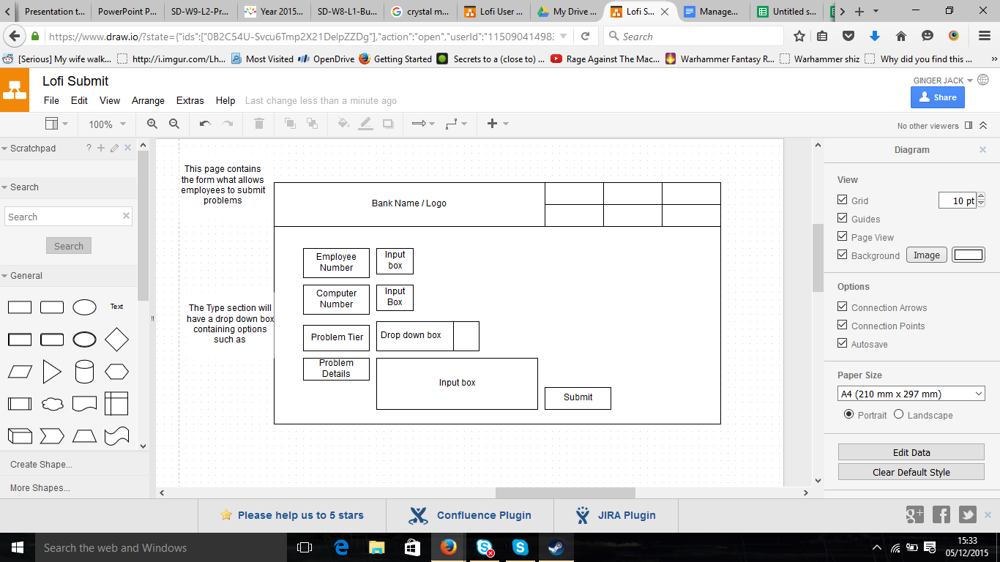 Presentation t...
PowerPoint P...
SD-W9-L2-Pr...
Year 2015...
SD-W8-L1-Bu...
crystal m...
Lofi User ...
My Drive ...
Lofi S...
Manage...
Untitled s...
https://www.draw.io/?state={"ids":["0B2C54U-Svcu6Tmp2X21DelpZZDg"],"action":"open","userId":"11509041498
Search
[Serious] My wife walk...
http://i.imgur.com/Lh...
Most Visited
OpenDrive
Getting Started
Secrets to a (close to) ...
Rage Against The Mac...
Warhammer Fantasy R...
Warhammer shiz
Why did you find this ...
Lofi Submit
GINGER JACK
File Edit View Arrange Extras Help Last change less than a minute ago
Share
100%
No other viewers
Scratchpad
?
Search
Search
Search
General
Text
Create Shape...
More Shapes...
This page contains
the form what allows
employees to submit
problems
Bank Name / Logo
Employee
Number
Input
box
Computer
Number
Input
Box
The Type section will
have a drop down box
containing options
such as
Problem Tier
Drop down box
Problem
Details
Input box
Submit
Diagram
View
Grid
10 pt
Guides
Page View
Background
Image
Options
Connection Arrows
Connection Points
Autosave
Paper Size
A4 (210 mm x 297 mm)
Portrait
Landscape
Edit Data
Clear Default Style
Please help us to 5 stars
Confluence Plugin
JIRA Plugin
Search the web and Windows
15:33
05/12/2015